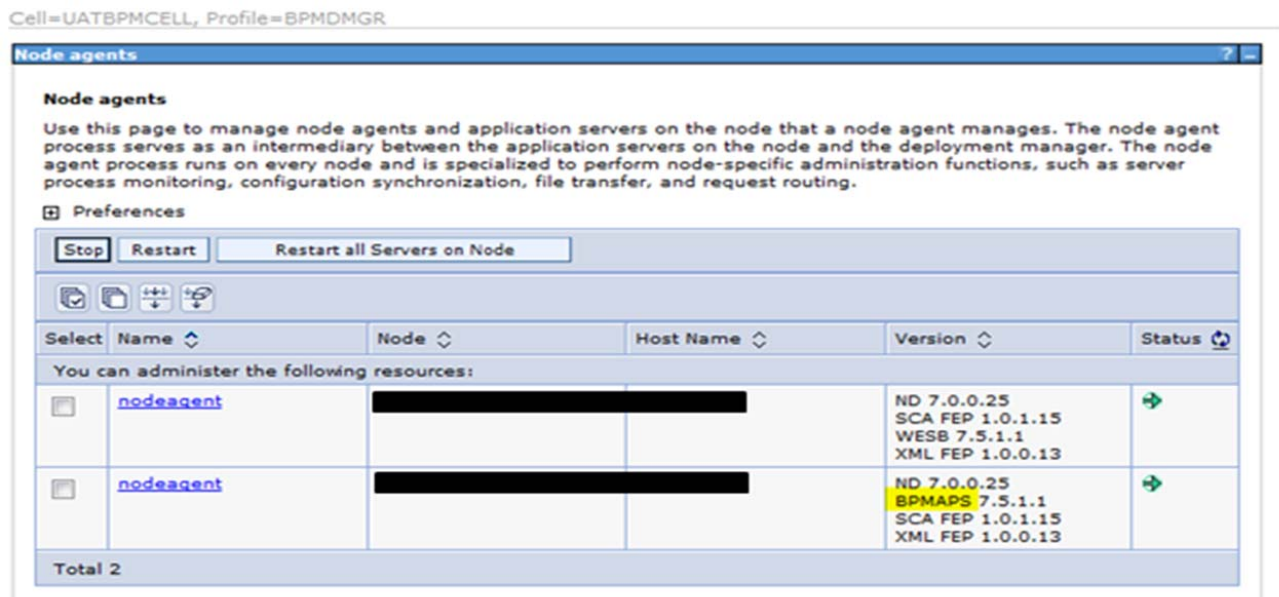 Cell=UATBPMCELL, Profile=BPMDMGR
Node agents ? _
Node agents
Use this page to manage node agents and application servers on the node that a node agent manages. The node agent
process serves as an intermediary between the application servers on the node and the deployment manager. The node
agent process runs on every node and is specialized to perform node-specific administration functions, such as server
process monitoring, configuration synchronization, file transfer, and request routing.
Preferences
Stop Restart Restart all Servers on Node
Select Name Node Host Name Version Status
You can administer the following resources:
nodeagent ND 7.0.0.25
SCA FEP 1.0.1.15
WESB 7.5.1.1
XML FEP 1.0.0.13
nodeagent ND 7.0.0.25
BPMAPS 7.5.1.1
SCA FEP 1.0.1.15
XML FEP 1.0.0.13
Total 2